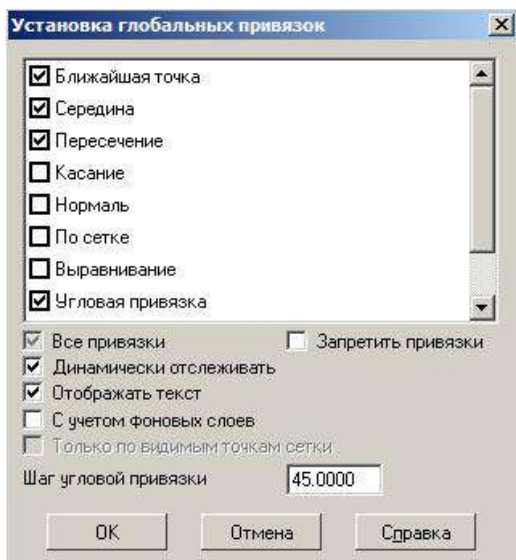 Установка глобальных привязок
Ближайшая точка
Середина
Пересечение
Касание
Нормаль
По сетке
Выравнивание
Угловая привязка
Все привязки Запретить привязки
Динамически отслеживать
Отображать текст
С учетом фоновых слоев
Только по видимым точкам сетки
Шаг угловой привязки 45.0000
OK Отмена Справка